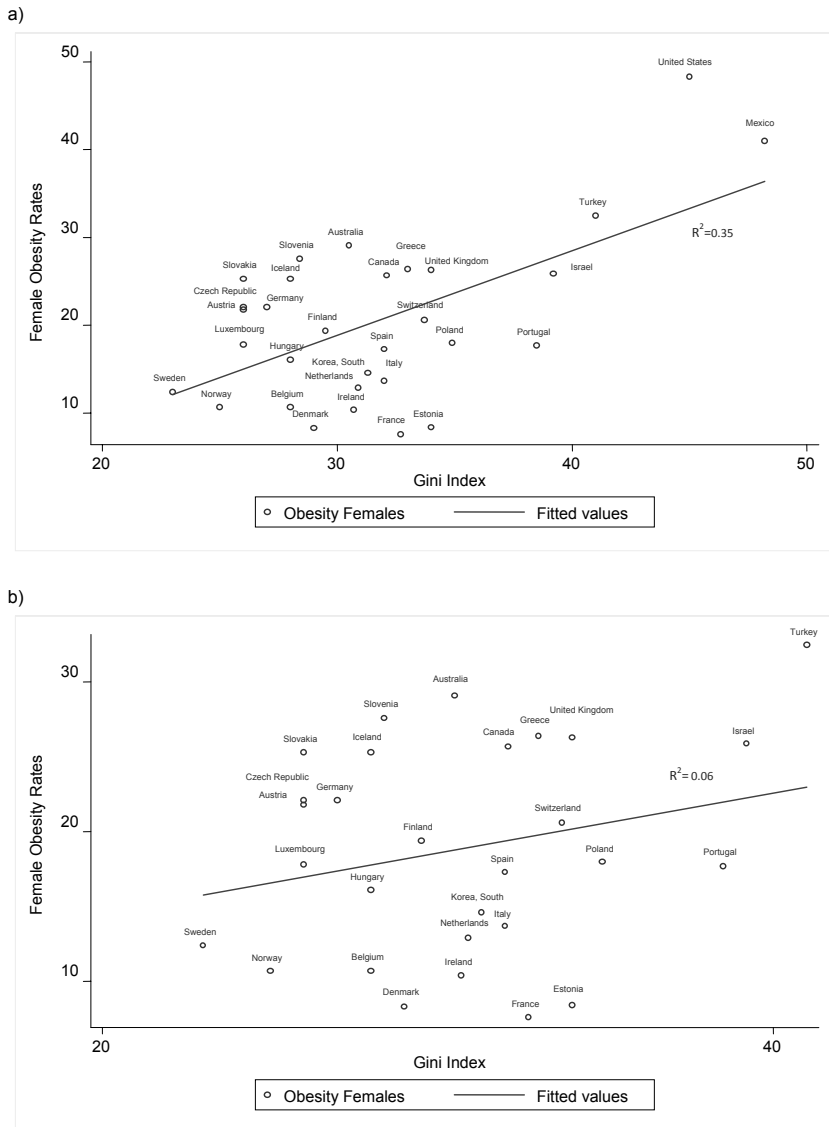 a)
50
United States
Mexico
40
Turkey
R²=0.35
30
Australia
Slovenia
Greece
Canada
United Kingdom
Slovakia
Iceland
Israel
Czech Republic
Austria
Germany
20
Finland
Switzerland
Luxembourg
Spain
Poland
Portugal
Hungary
Korea, South
Italy
Netherlands
Sweden
Norway
Belgium
Ireland
10
Denmark
France
Estonia
Female Obesity Rates
20
30
40
50
Gini Index
Obesity Females
Fitted values
b)
Turkey
30
Australia
Slovenia
United Kingdom
Greece
Canada
Israel
Slovakia
Iceland
Czech Republic
Germany
R²= 0.06
Austria
Switzerland
20
Finland
Luxembourg
Spain
Poland
Portugal
Hungary
Korea, South
Italy
Netherlands
Sweden
Norway
Belgium
Ireland
10
Denmark
Estonia
France
Female Obesity Rates
20
40
Gini Index
Obesity Females
Fitted values